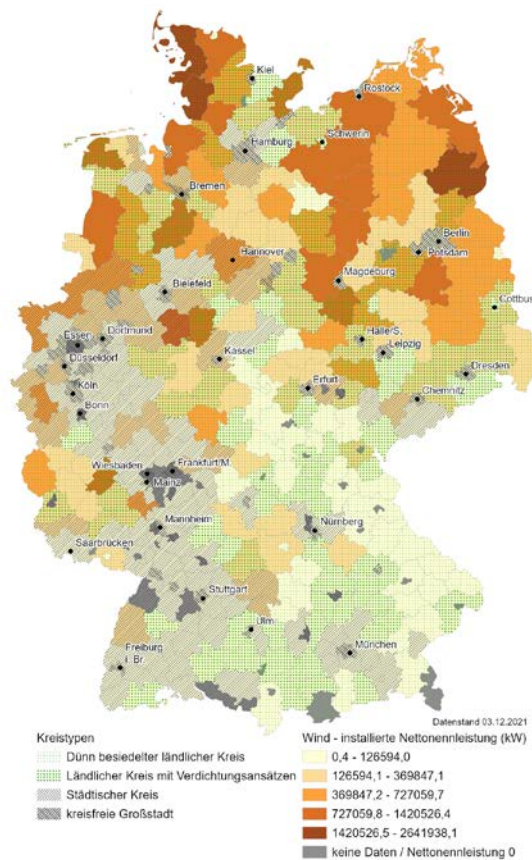 Kiel
Rostock
Schwerin
Hamburg
Bremen
Berlin
Potsdam
Hannover
Magdeburg
Bielefeld
Cottbus
Dortmund
Essen
Halle/S.
Leipzig
Düsseldorf
Kassel
Dresden
Köln
Erfurt
Chemnitz
Bonn
Wiesbaden
Frankfurt/M.
Mainz
Mannheim
Nürnberg
Saarbrücken
Stuttgart
Ulm
München
Freiburg
i. Br.
Datenstand 03.12.2021
Kreistypen
Dünn besiedelter ländlicher Kreis
Ländlicher Kreis mit Verdichtungsansätzen
Städtischer Kreis
kreisfreie Großstadt
Wind - installierte Nettonennleistung (kW)
0,4 - 126594,0
126594,1 - 369847,1
369847,2 - 727059,7
727059,8 - 1420526,4
1420526,5 - 2641938,1
keine Daten / Nettonennleistung 0